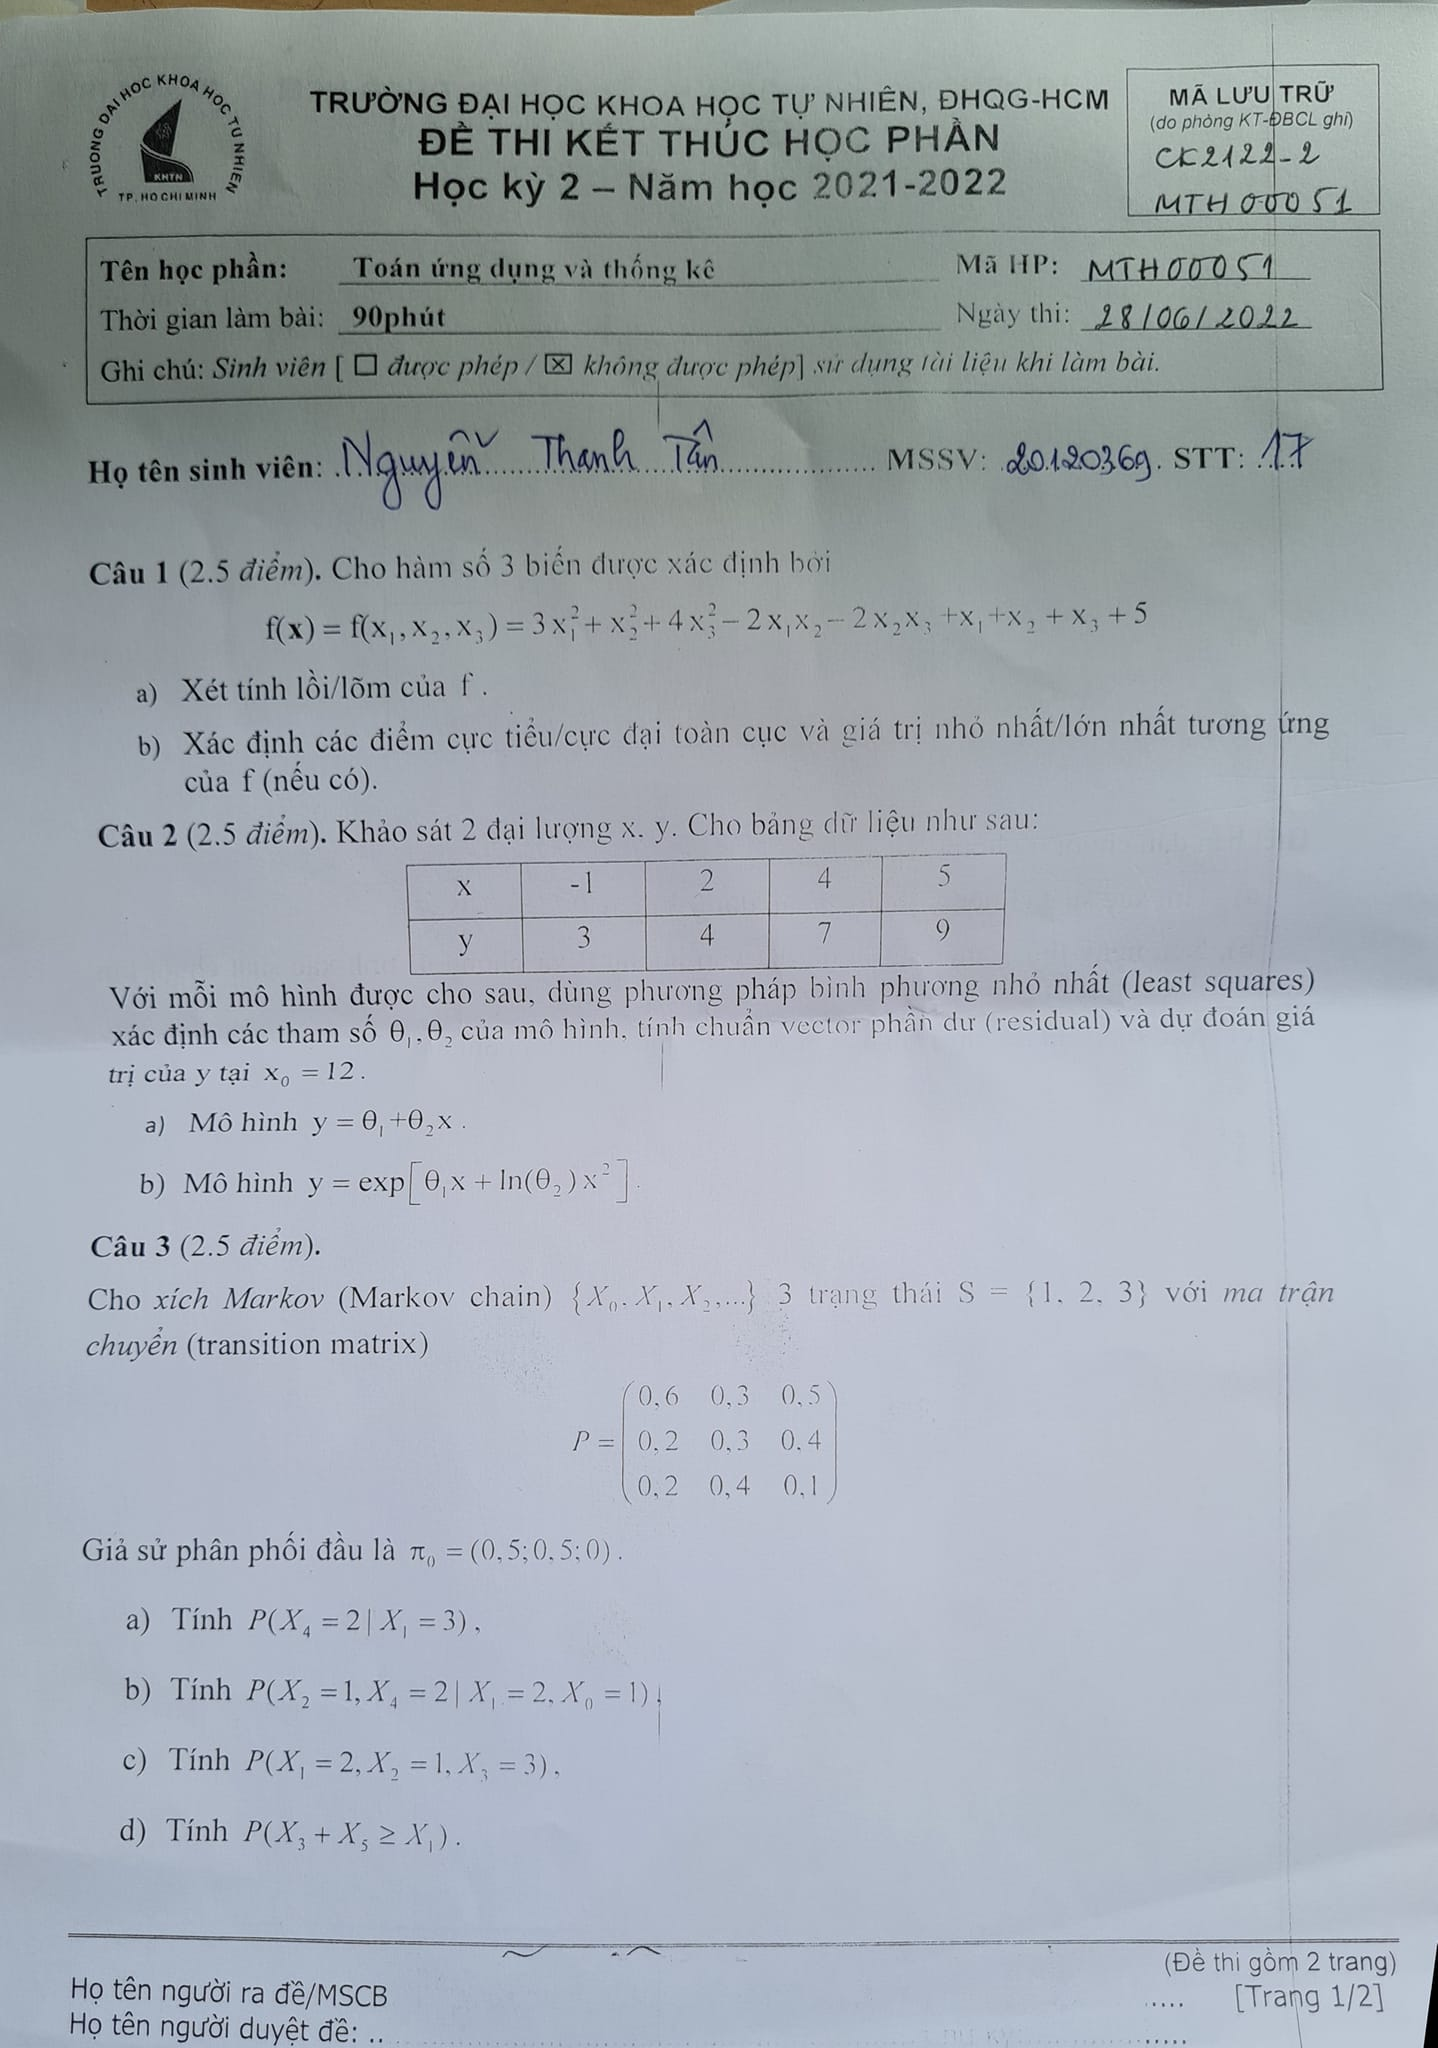 TRUONG DAI HOC KHOA HOC TU NHIEN
KHTN
TP. HO CHI MINH
TRƯỜNG ĐẠI HỌC KHOA HỌC TỰ NHIÊN, ĐHQG-HCM
ĐỀ THI KẾT THÚC HỌC PHẦN
Học kỳ 2 – Năm học 2021-2022
MÃ LƯU TRỮ
(do phòng KT-ĐBCL ghi)
CK2122-2
MTH00051
Tên học phần: Toán ứng dụng và thống kê Mã HP: MTH00051
Thời gian làm bài: 90phút Ngày thi: 28/06/2022
Ghi chú: Sinh viên [ ☐ được phép / ☒ không được phép] sử dụng tài liệu khi làm bài.
Họ tên sinh viên: Nguyễn Thanh Tân MSSV: 20120369. STT: 17
Câu 1 (2.5 điểm). Cho hàm số 3 biến được xác định bởi
f(x) = f(x₁, x₂, x₃) = 3x₁² + x₂² + 4x₃² − 2x₁x₂ − 2x₂x₃ + x₁ + x₂ + x₃ + 5
a) Xét tính lồi/lõm của f .
b) Xác định các điểm cực tiểu/cực đại toàn cục và giá trị nhỏ nhất/lớn nhất tương ứng
của f (nếu có).
Câu 2 (2.5 điểm). Khảo sát 2 đại lượng x. y. Cho bảng dữ liệu như sau:
x -1 2 4 5
y 3 4 7 9
Với mỗi mô hình được cho sau, dùng phương pháp bình phương nhỏ nhất (least squares)
xác định các tham số θ₁, θ₂ của mô hình, tính chuẩn vector phần dư (residual) và dự đoán giá
trị của y tại x₀ = 12 .
a) Mô hình y = θ₁ + θ₂x .
b) Mô hình y = exp[θ₁x + ln(θ₂)x²].
Câu 3 (2.5 điểm).
Cho xích Markov (Markov chain) {X₀, X₁, X₂,...} 3 trạng thái S = {1, 2, 3} với ma trận
chuyển (transition matrix)
P = (0,6 0,3 0,5
0,2 0,3 0,4
0,2 0,4 0,1)
Giả sử phân phối đầu là π₀ = (0,5; 0,5; 0) .
a) Tính P(X₄ = 2 | X₁ = 3) ,
b) Tính P(X₂ = 1, X₄ = 2 | X₁ = 2, X₀ = 1) ,
c) Tính P(X₁ = 2, X₂ = 1, X₃ = 3) ,
d) Tính P(X₃ + X₅ ≥ X₁) .
(Đề thi gồm 2 trang)
Họ tên người ra đề/MSCB ..... [Trang 1/2]
Họ tên người duyệt đề: .. .....